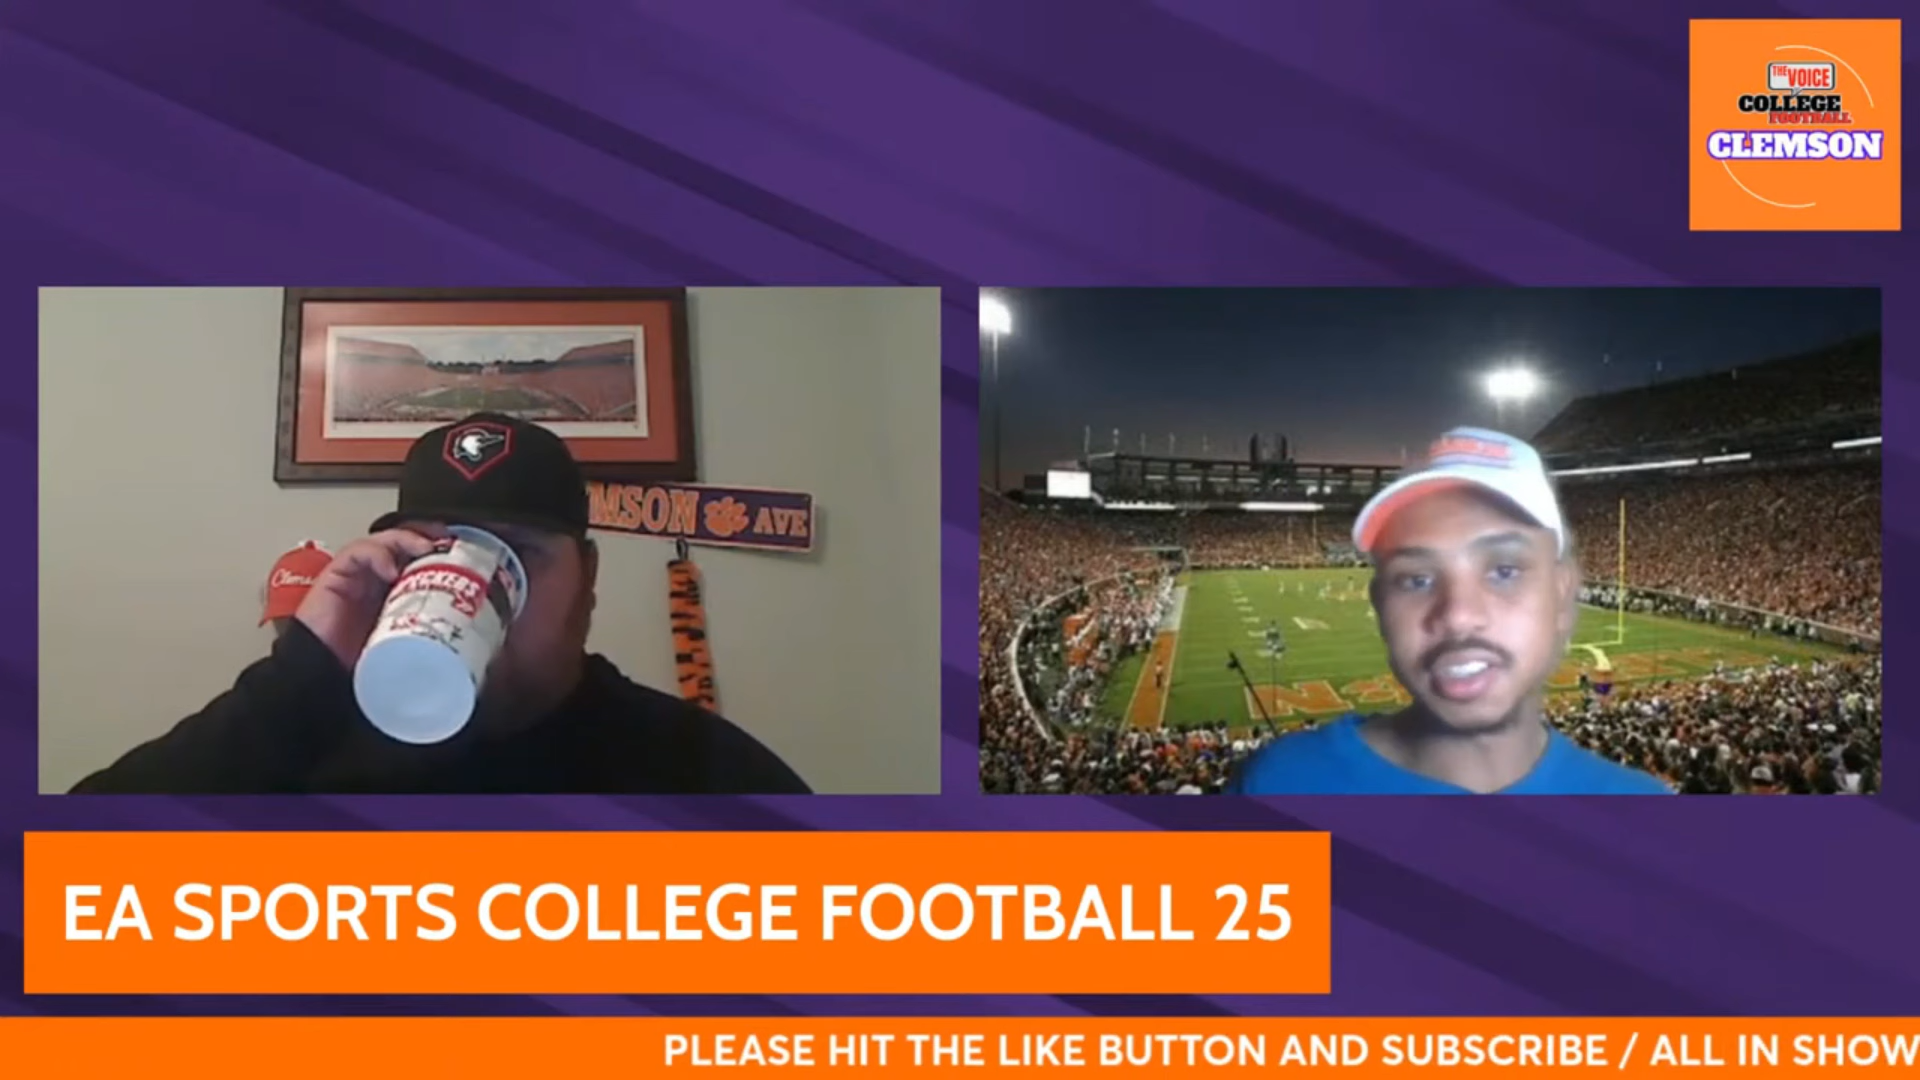 THE VOICE
COLLEGE
FOOTBALL
CLEMSON
MSON AVE
Clems
EA SPORTS COLLEGE FOOTBALL 25
PLEASE HIT THE LIKE BUTTON AND SUBSCRIBE / ALL IN SHOW